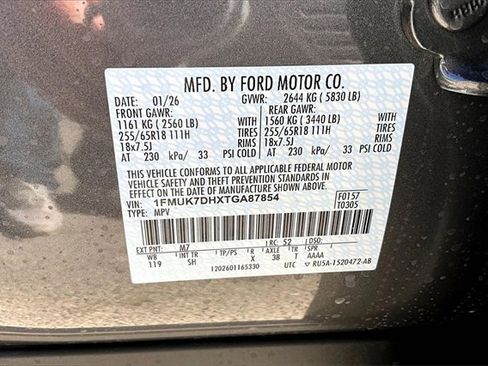 MFD. BY FORD MOTOR CO.
DATE: 01/26 GVWR: 2644 KG ( 5830 LB)
FRONT GAWR: REAR GAWR:
1161 KG ( 2560 LB) WITH 1560 KG ( 3440 LB) WITH
255/65R18 111H TIRES 255/65R18 111H TIRES
18x7.5J RIMS 18x7.5J RIMS
AT 230 kPa/ 33 PSI COLD AT 230 kPa/ 33 PSI COLD
THIS VEHICLE CONFORMS TO ALL APPLICABLE FEDERAL MOTOR
VEHICLE SAFETY AND THEFT PREVENTION STANDARDS IN
EFFECT ON THE DATE OF MANUFACTURE SHOWN ABOVE.
VIN: 1FMUK7DHXTGA87854 F0157
TYPE: MPV T0305
EXT PNT: M7 RC: 52 DSO:
WB INT TR TP/PS R AXLE TR
119 SH X 38 T AAAA
1202601165330 UTC RU5A-1520472-AB